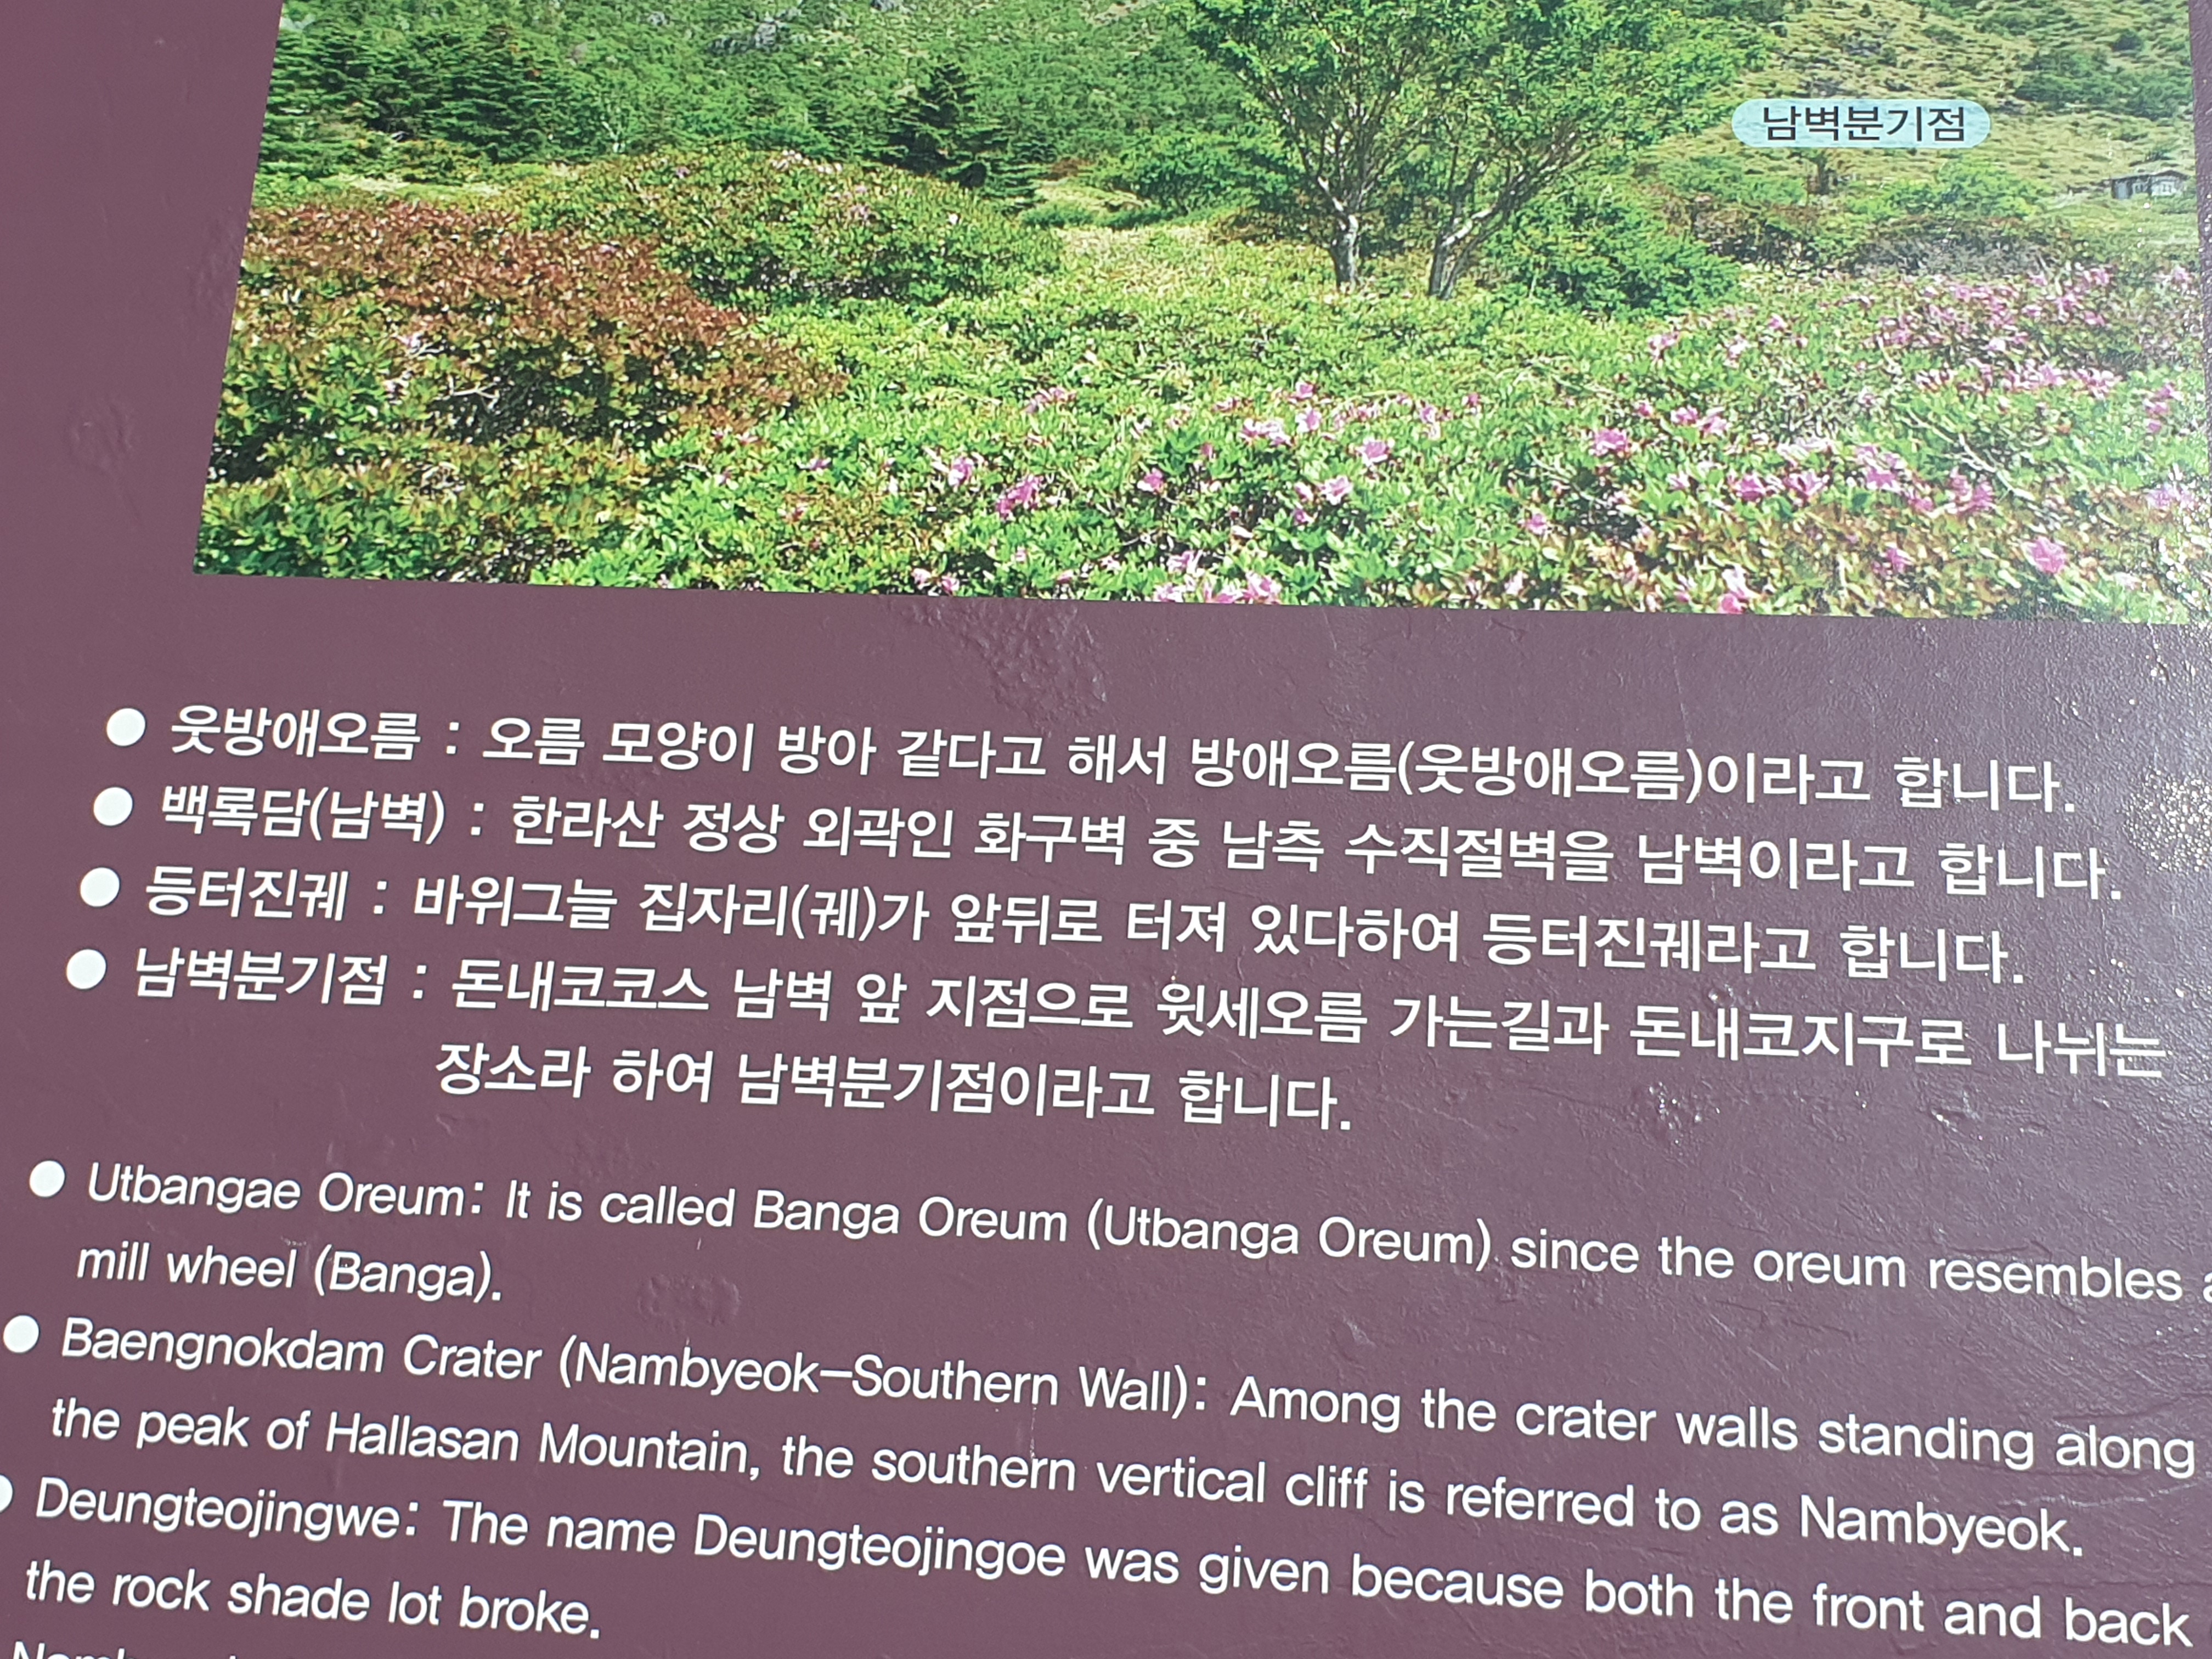 남벽분기점
● 웃방애오름 : 오름 모양이 방아 같다고 해서 방애오름(웃방애오름)이라고 합니다.
● 백록담(남벽) : 한라산 정상 외곽인 화구벽 중 남측 수직절벽을 남벽이라고 합니다.
● 등터진궤 : 바위그늘 집자리(궤)가 앞뒤로 터져 있다하여 등터진궤라고 합니다.
● 남벽분기점 : 돈내코코스 남벽 앞 지점으로 윗세오름 가는길과 돈내코지구로 나뉘는
장소라 하여 남벽분기점이라고 합니다.
● Utbangae Oreum: It is called Banga Oreum (Utbanga Oreum) since the oreum resembles a
mill wheel (Banga).
● Baengnokdam Crater (Nambyeok–Southern Wall): Among the crater walls standing along
the peak of Hallasan Mountain, the southern vertical cliff is referred to as Nambyeok.
● Deungteojingwe: The name Deungteojingoe was given because both the front and back
the rock shade lot broke.